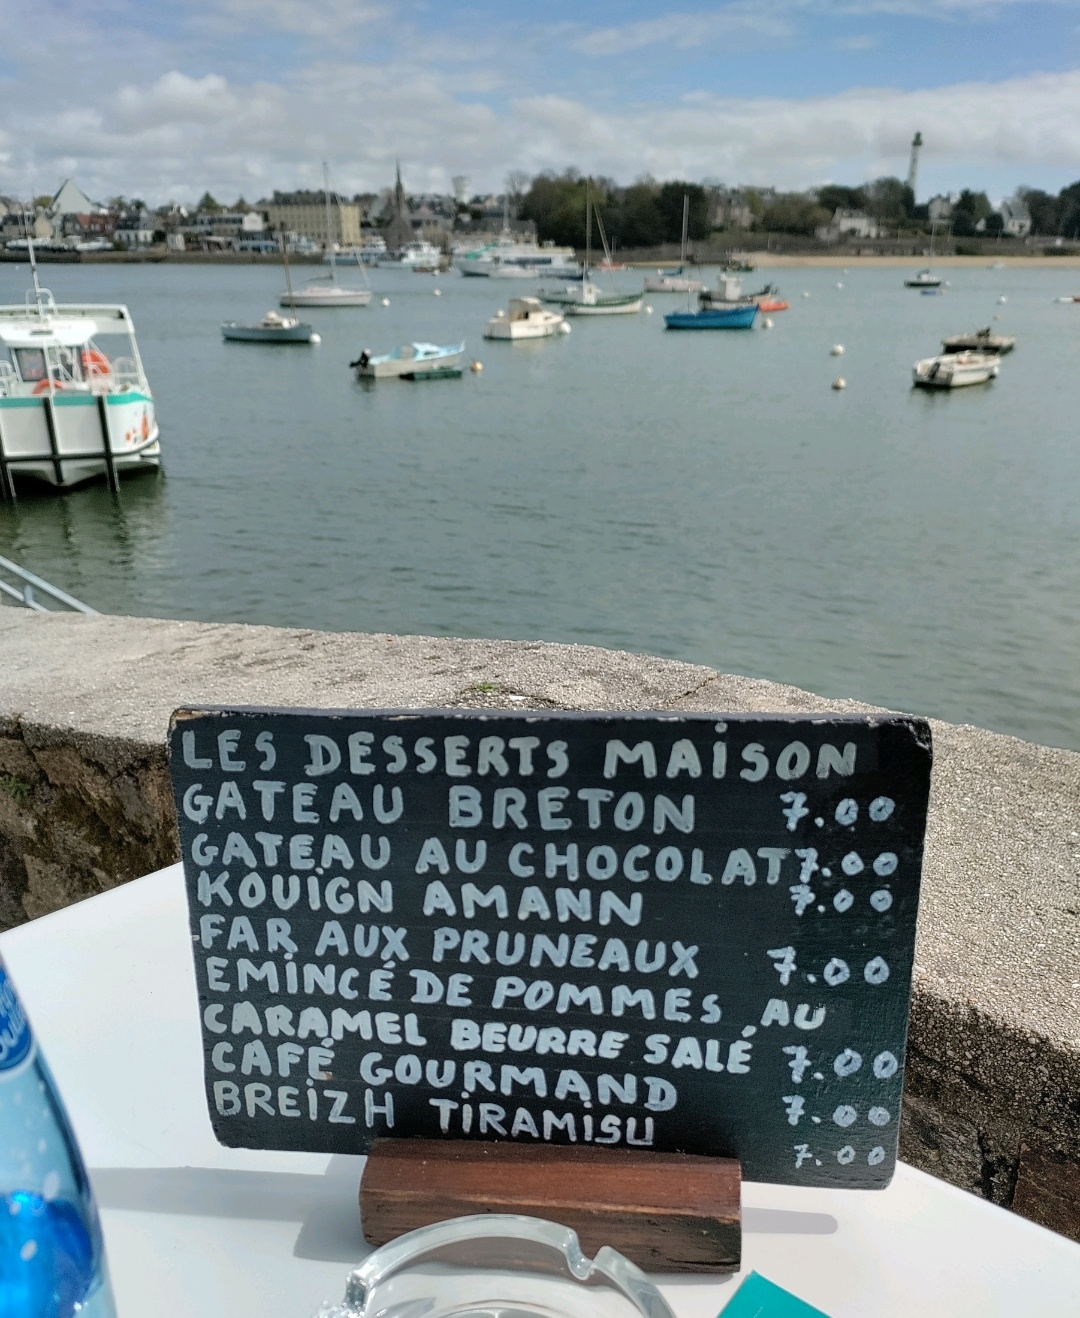 LES DESSERTS MAISON
GATEAU BRETON 7.00
GATEAU AU CHOCOLAT 7.00
KOUIGN AMANN 7.00
FAR AUX PRUNEAUX 7.00
EMINCÉ DE POMMES AU
CARAMEL BEURRE SALÉ 7.00
CAFÉ GOURMAND 7.00
BREIZH TIRAMISU 7.00